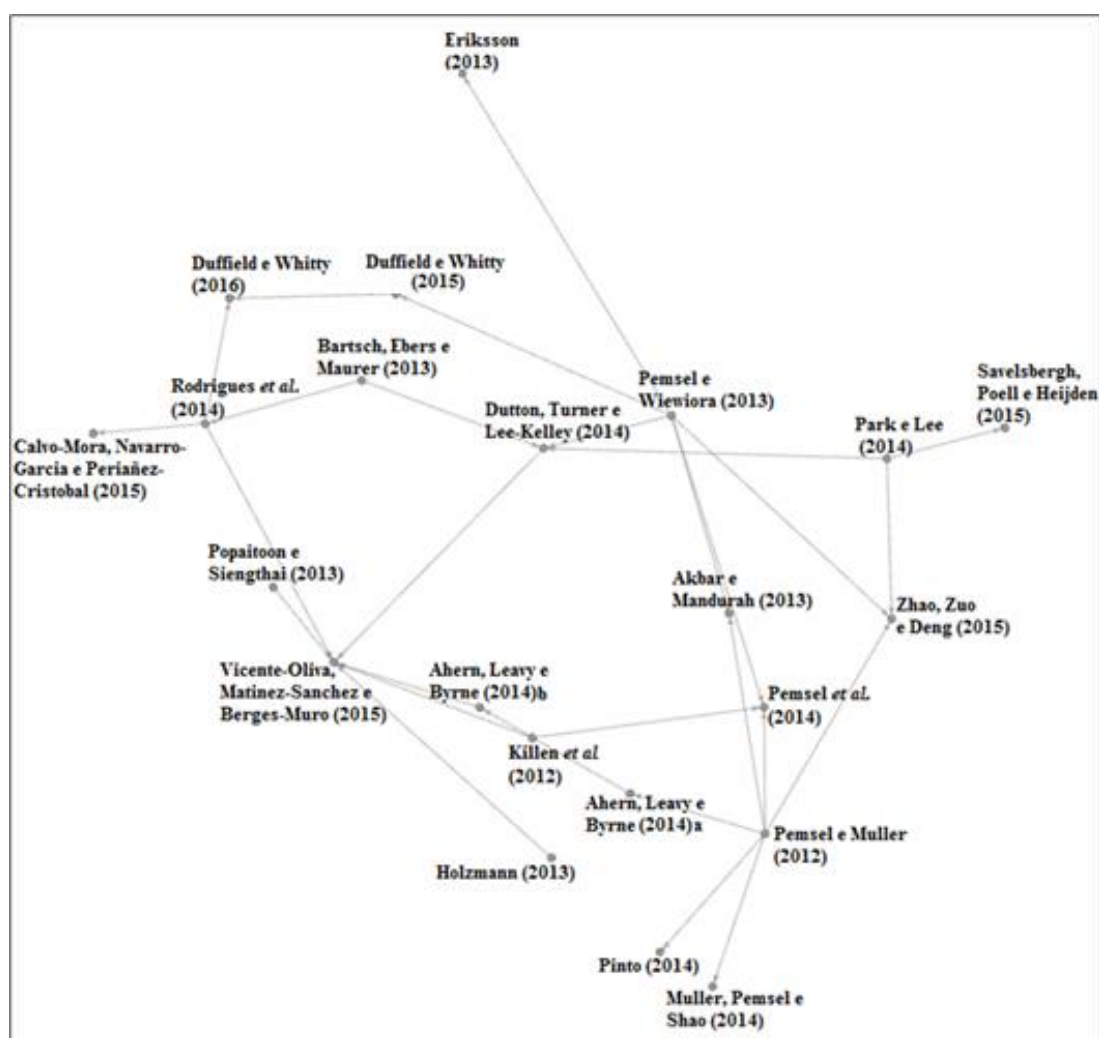 Eriksson
(2013)
Duffield e Whitty
(2016)
Duffield e Whitty
(2015)
Bartsch, Ebers e
Maurer (2013)
Rodrigues et al.
(2014)
Calvo-Mora, Navarro-
Garcia e Periañez-
Cristobal (2015)
Dutton, Turner e
Lee-Kelley (2014)
Pemsel e
Wiewiora (2013)
Savelsbergh,
Poell e Heijden
(2015)
Park e Lee
(2014)
Popaitoon e
Siengthai (2013)
Akbar e
Mandurah (2013)
Zhao, Zuo
e Deng (2015)
Vicente-Oliva,
Matinez-Sanchez e
Berges-Muro (2015)
Ahern, Leavy e
Byrne (2014)b
Pemsel et al.
(2014)
Killen et al
(2012)
Ahern, Leavy e
Byrne (2014)a
Pemsel e Muller
(2012)
Holzmann (2013)
Pinto (2014)
Muller, Pemsel e
Shao (2014)